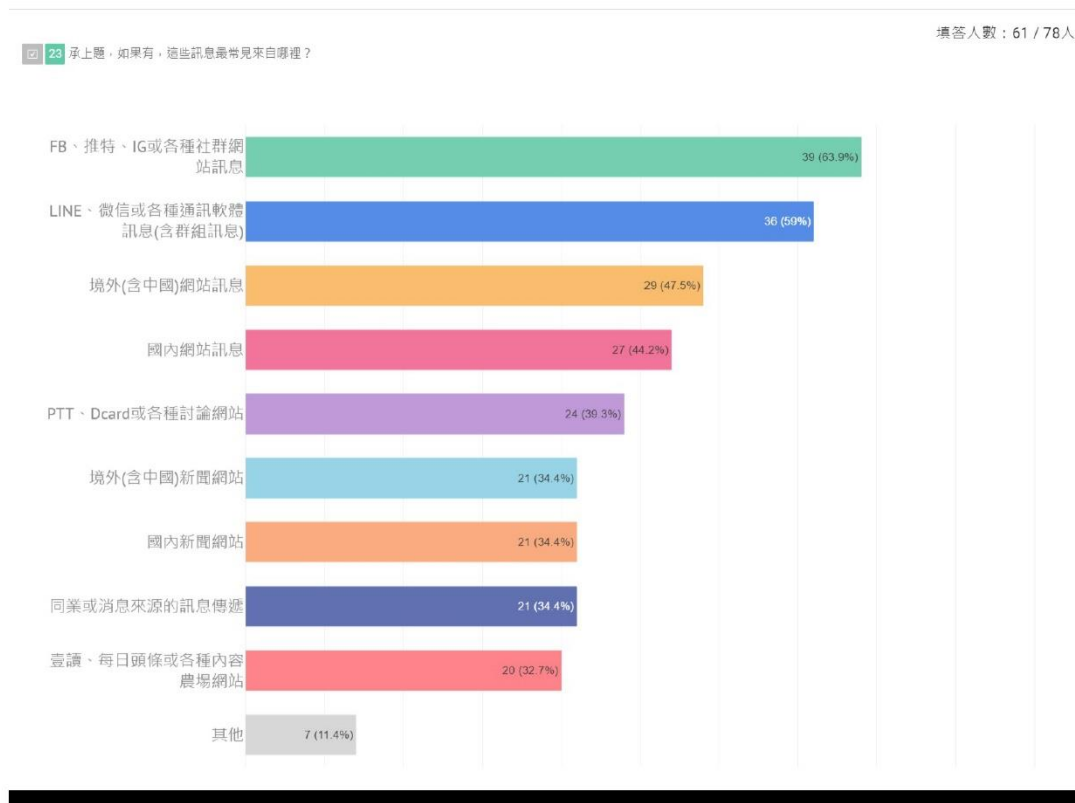 填答人數：61 / 78人
23 承上題，如果有，這些訊息最常見來自哪裡？
FB、推特、IG或各種社群網
站訊息
39 (63.9%)
LINE、微信或各種通訊軟體
訊息(含群組訊息)
36 (59%)
境外(含中國)網站訊息
29 (47.5%)
國內網站訊息
27 (44.2%)
PTT、Dcard或各種討論網站
24 (39.3%)
境外(含中國)新聞網站
21 (34.4%)
國內新聞網站
21 (34.4%)
同業或消息來源的訊息傳遞
21 (34.4%)
壹讀、每日頭條或各種內容
農場網站
20 (32.7%)
其他
7 (11.4%)